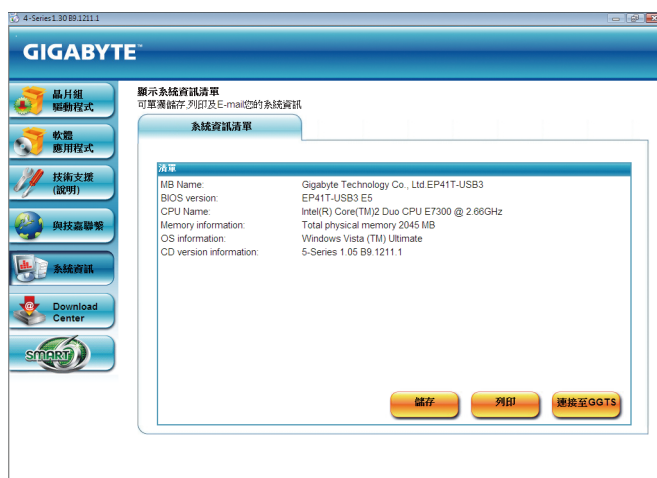 4-Series1.30 B9.1211.1
GIGABYTE™
晶片組
驅動程式
軟體
應用程式
技術支援
(說明)
與技嘉聯繫
系統資訊
Download
Center
SMART
顯示系統資訊清單
可單獨儲存,列印及E-mail您的系統資訊
系統資訊清單
清單
MB Name: Gigabyte Technology Co., Ltd.EP41T-USB3
BIOS version: EP41T-USB3 E5
CPU Name: Intel(R) Core(TM)2 Duo CPU E7300 @ 2.66GHz
Memory information: Total physical memory 2045 MB
OS information: Windows Vista (TM) Ultimate
CD version information: 5-Series 1.05 B9.1211.1
儲存
列印
連接至GGTS